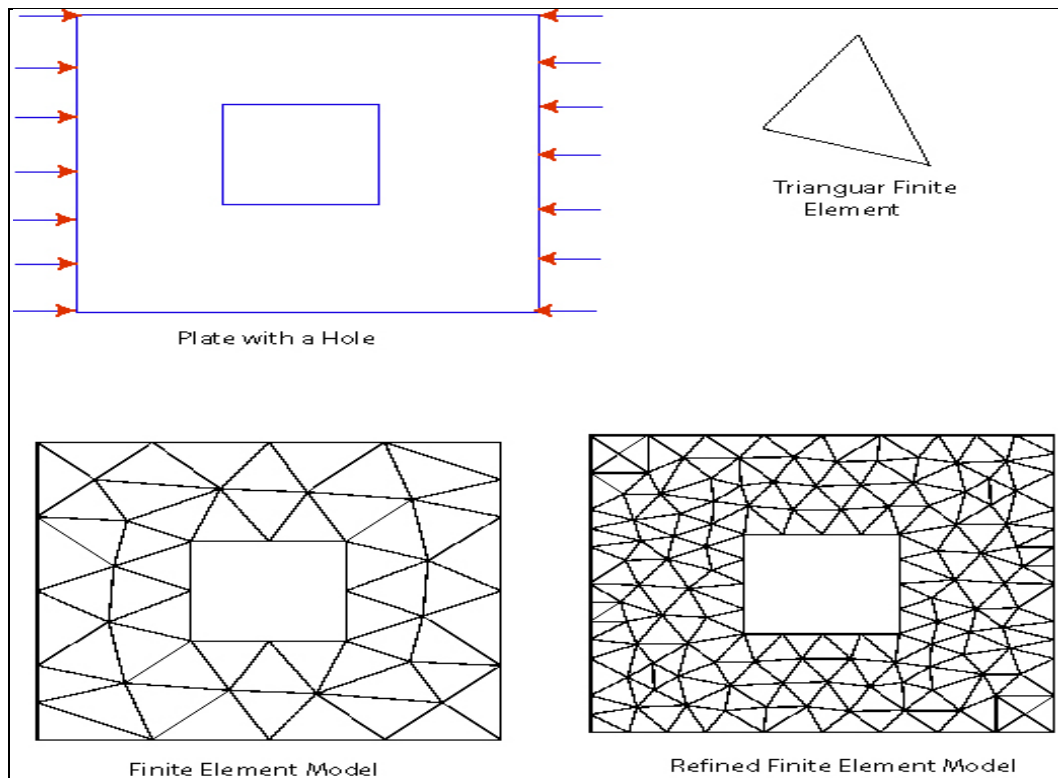 Trianguar Finite
Element
Plate with a Hole
Finite Element Model
Refined Finite Element Model